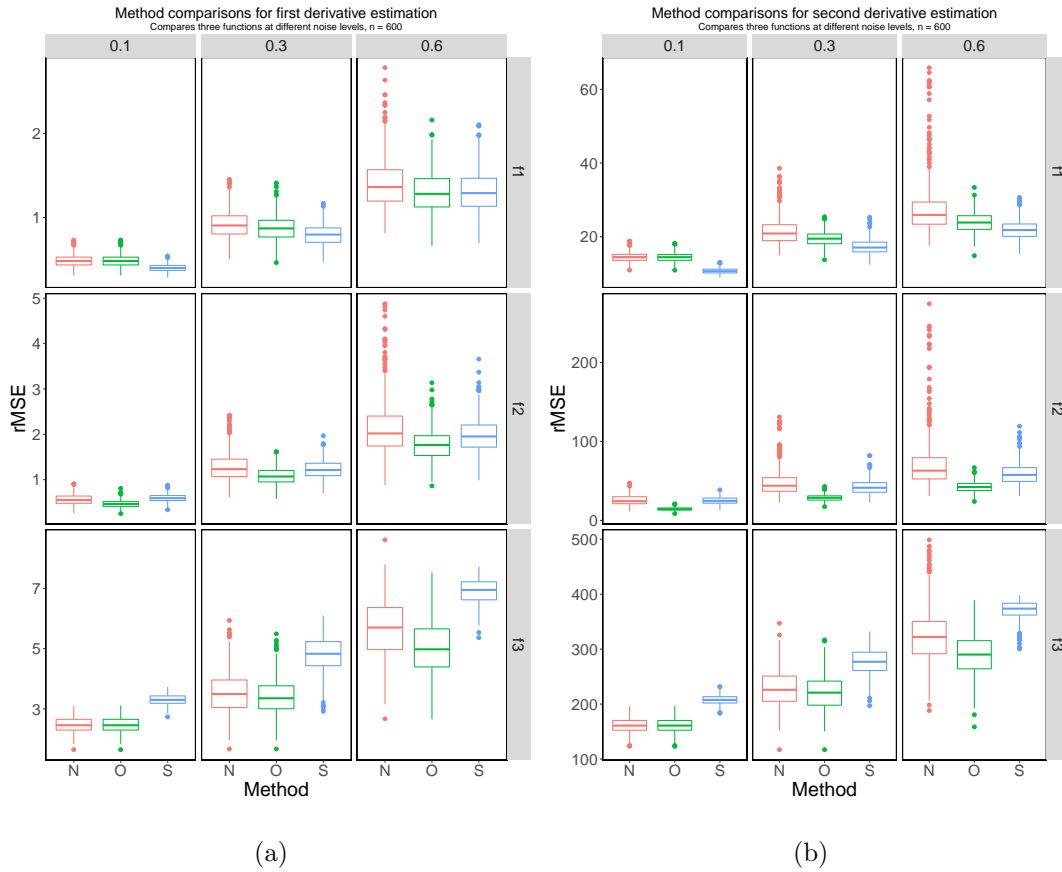 Method comparisons for first derivative estimation
Compares three functions at different noise levels, n = 600
0.1 0.3 0.6
rMSE
2
1
f1
5
4
3
2
1
f2
7
5
3
f3
N O S N O S N O S
Method
(a)
Method comparisons for second derivative estimation
Compares three functions at different noise levels, n = 600
0.1 0.3 0.6
rMSE
60
40
20
f1
200
100
0
f2
500
400
300
200
100
f3
N O S N O S N O S
Method
(b)